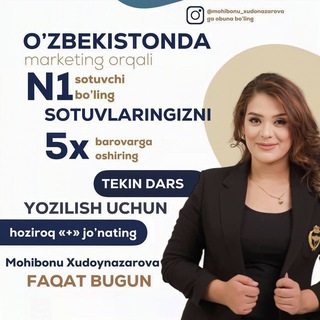 @mohibonu_xudonazarova
ga obuna bo'ling
O'ZBEKISTONDA
marketing orqali
N1 sotuvchi
bo'ling
SOTUVLARINGIZNI
5x barovarga
oshiring
TEKIN DARS
YOZILISH UCHUN
hoziroq «+» jo'nating
Mohibonu Xudoynazarova
FAQAT BUGUN